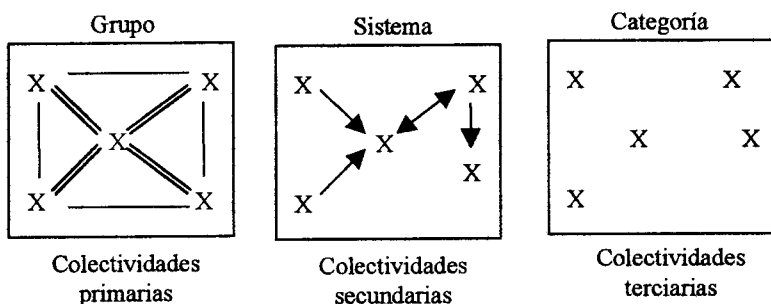 Grupo
Sistema
Categoría
X X
X
X X
X X
X
X
X
X X
X X
X
Colectividades
primarias
Colectividades
secundarias
Colectividades
terciarias